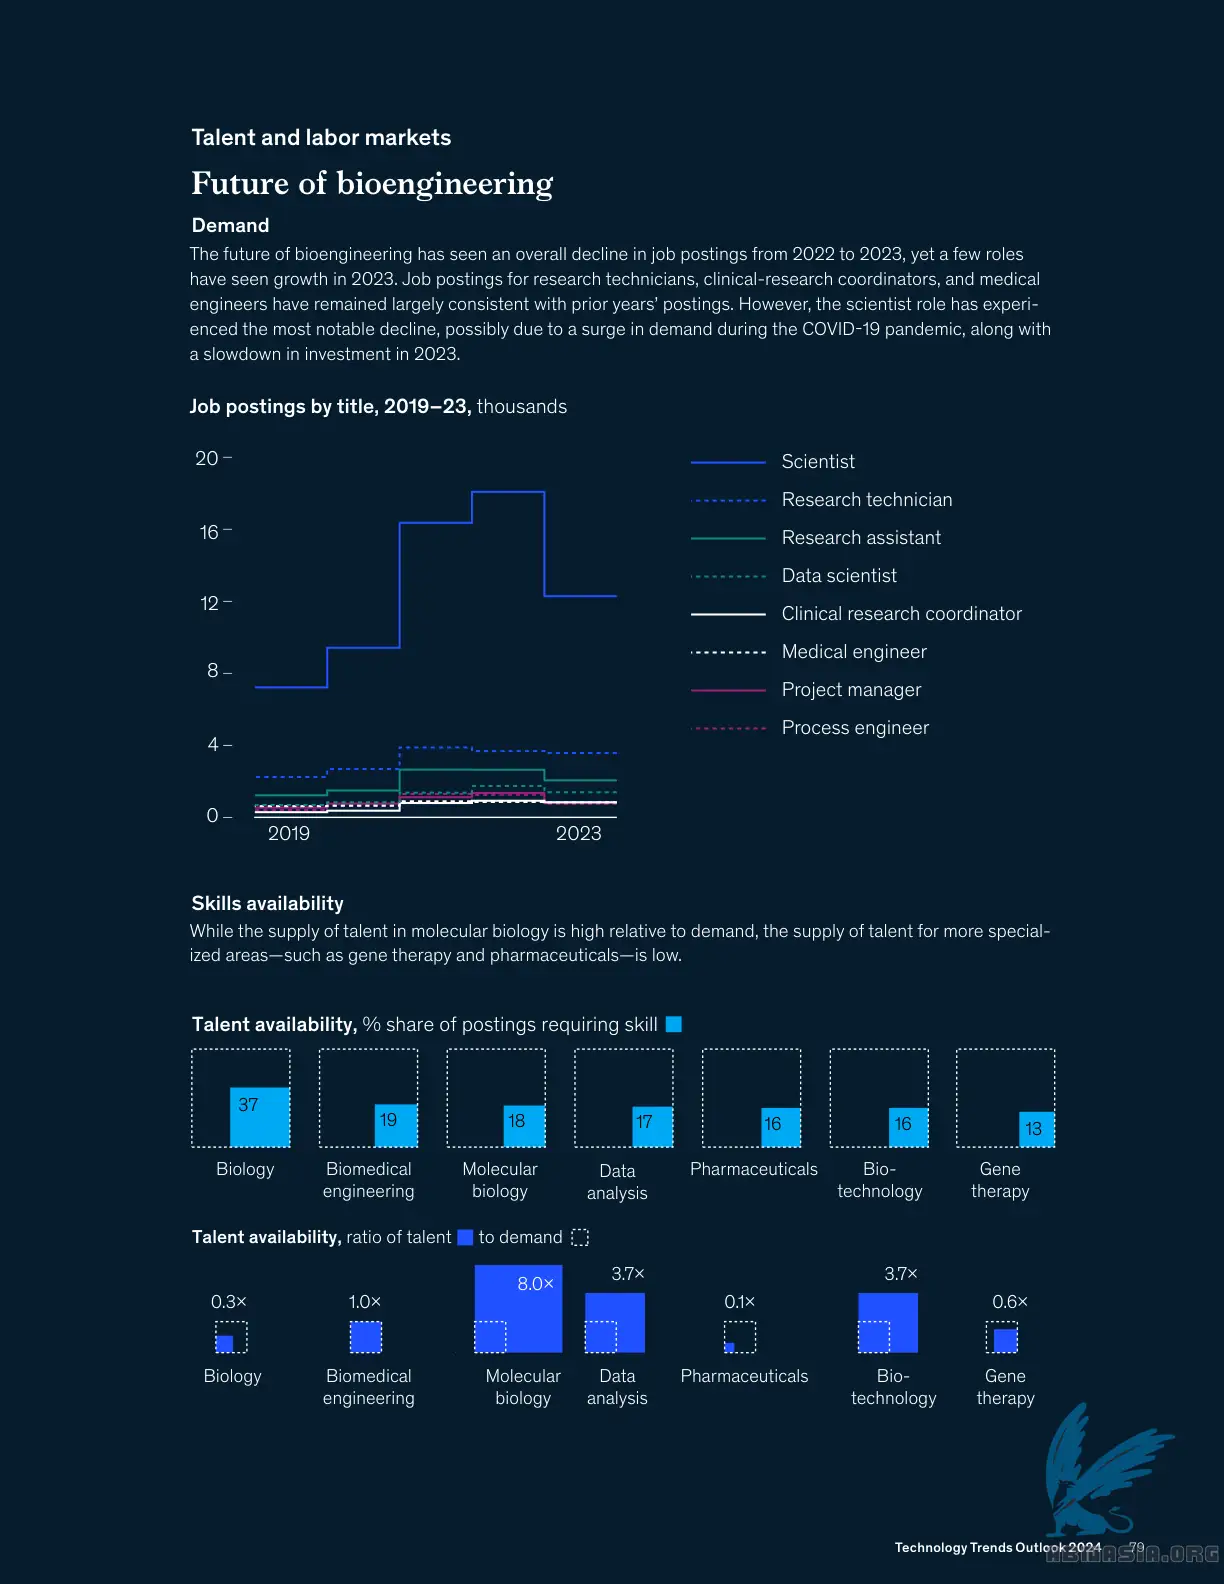 Talent and labor markets
Future of bioengineering
Demand
The future of bioengineering has seen an overall decline in job postings from 2022 to 2023, yet a few roles
have seen growth in 2023. Job postings for research technicians, clinical-research coordinators, and medical
engineers have remained largely consistent with prior years’ postings. However, the scientist role has experi-
enced the most notable decline, possibly due to a surge in demand during the COVID-19 pandemic, along with
a slowdown in investment in 2023.
Job postings by title, 2019–23, thousands
20
16
12
8
4
0
2019 2023
Scientist
Research technician
Research assistant
Data scientist
Clinical research coordinator
Medical engineer
Project manager
Process engineer
Skills availability
While the supply of talent in molecular biology is high relative to demand, the supply of talent for more special-
ized areas—such as gene therapy and pharmaceuticals—is low.
Talent availability, % share of postings requiring skill
37 19 18 17 16 16 13
Biology Biomedical Molecular Data Pharmaceuticals Bio- Gene
engineering biology analysis technology therapy
Talent availability, ratio of talent to demand
0.3× 1.0× 8.0× 3.7× 0.1× 3.7× 0.6×
Biology Biomedical Molecular Data Pharmaceuticals Bio- Gene
engineering biology analysis technology therapy
Technology Trends Outlook 2024 79
ABNASIA.ORG